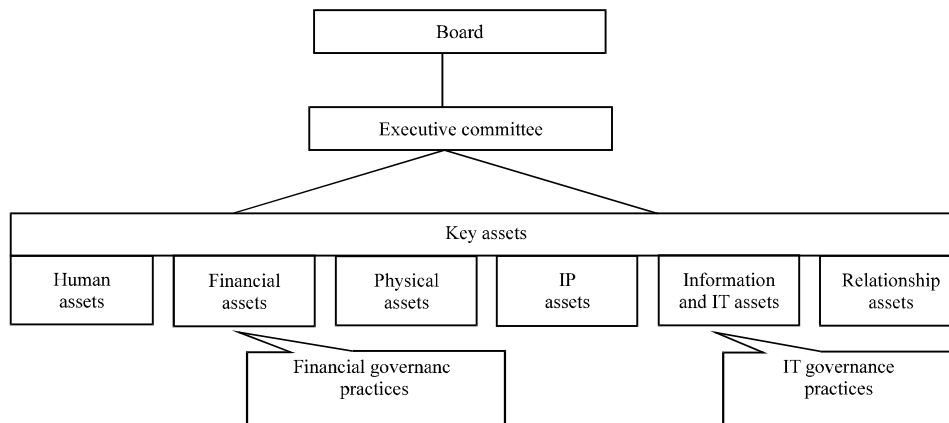 Board
Executive committee
Key assets
Human
assets
Financial
assets
Physical
assets
IP
assets
Information
and IT assets
Relationship
assets
Financial governanc
practices
IT governance
practices